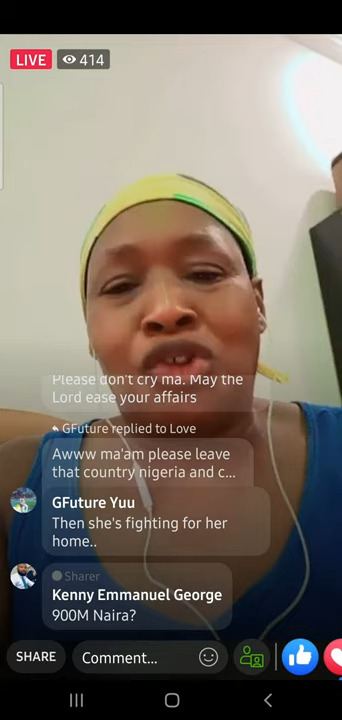 LIVE 414
Please don't cry ma. May the
Lord ease your affairs
GFuture replied to Love
Awww ma'am please leave
that country nigeria and c...
GFuture Yuu
Then she's fighting for her
home..
Sharer
Kenny Emmanuel George
900M Naira?
SHARE Comment...